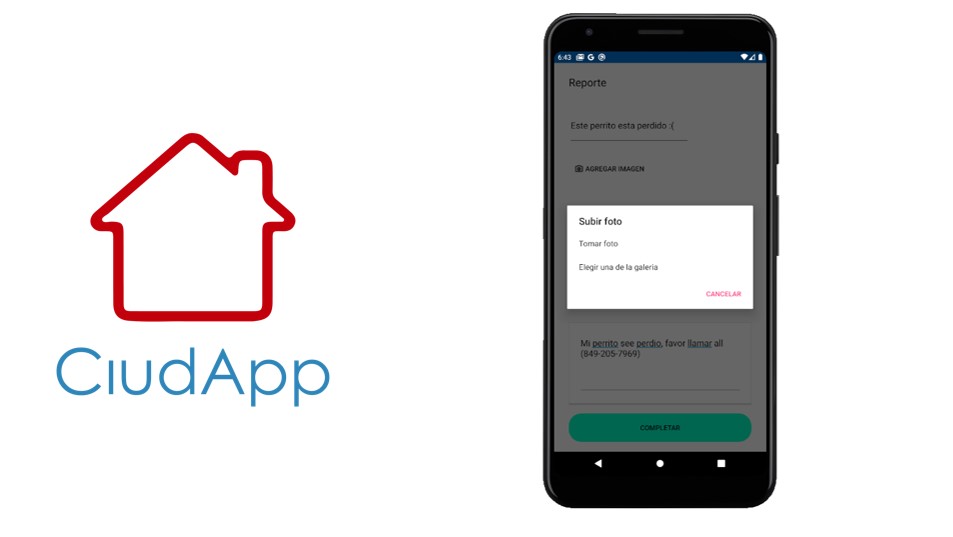 CiudApp
6:43
Reporte
Este perrito esta perdido :(
AGREGAR IMAGEN
Subir foto
Tomar foto
Elegir una de la galeria
CANCELAR
Mi perrito see perdio, favor llamar all
(849-205-7969)
COMPLETAR